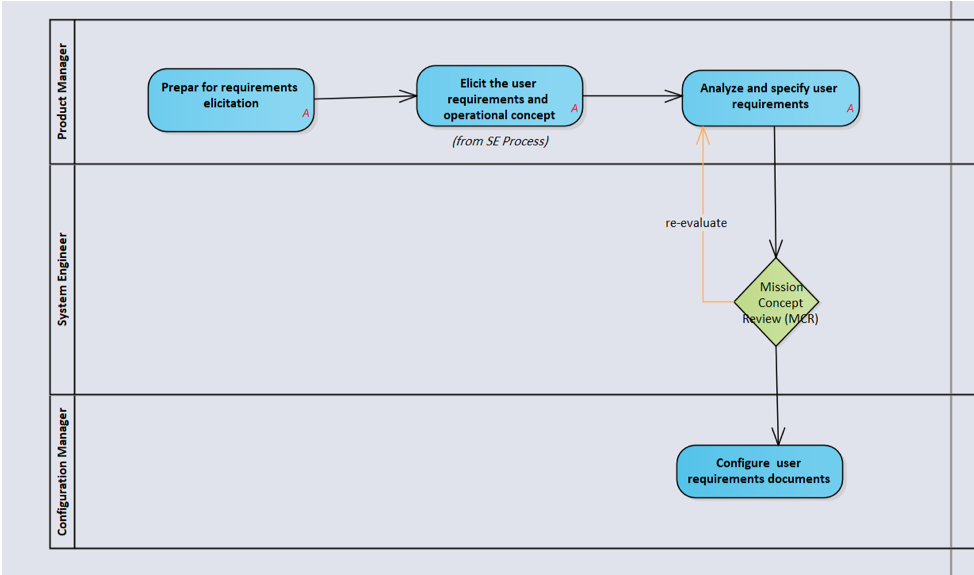 Product Manager
Prepar for requirements
elicitation
A
Elicit the user
requirements and
operational concept
A
(from SE Process)
Analyze and specify user
requirements
A
System Engineer
re-evaluate
Mission
Concept
Review (MCR)
Configuration Manager
Configure user
requirements documents